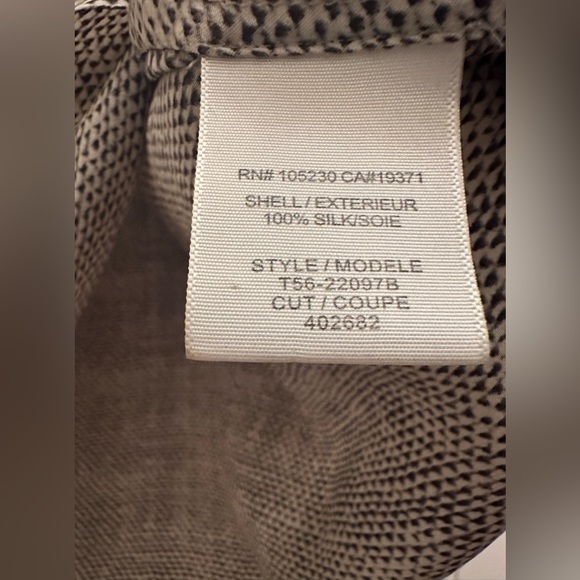 RN# 105230 CA#19371
SHELL / EXTERIEUR
100% SILK/SOIE
STYLE / MODELE
T56-22097B
CUT / COUPE
402682